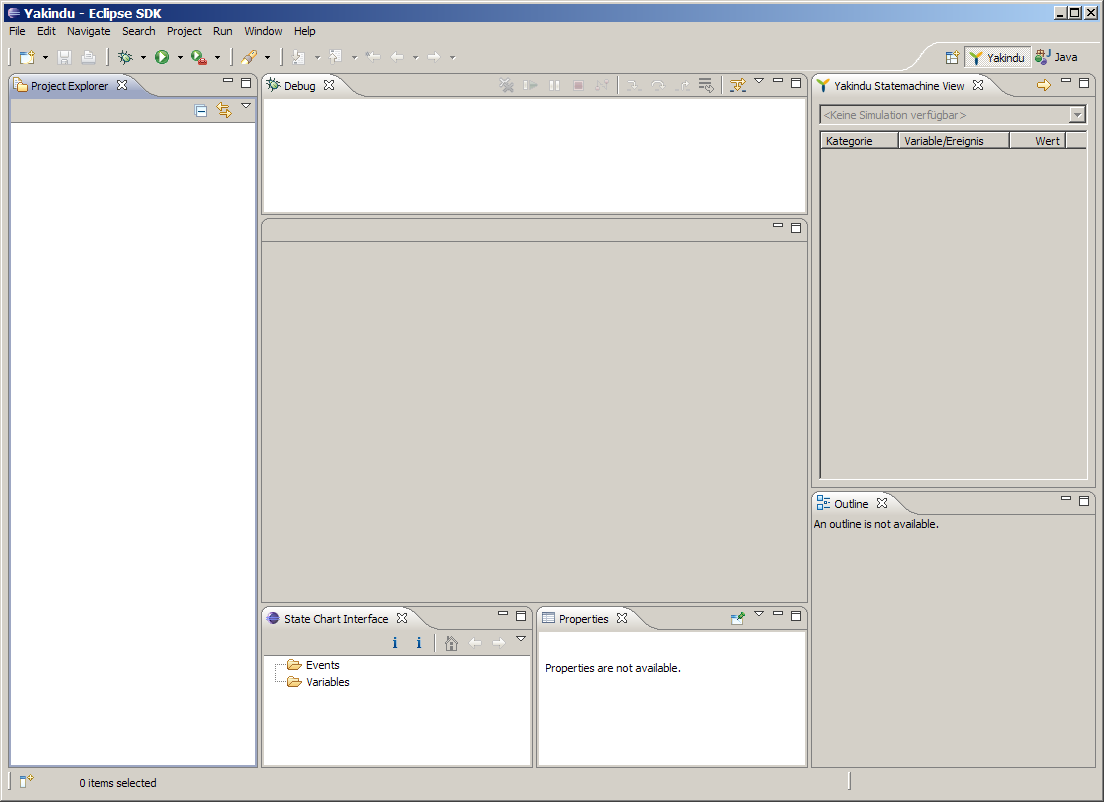 Yakindu - Eclipse SDK
File Edit Navigate Search Project Run Window Help
Yakindu Java
Project Explorer
Debug
Yakindu Statemachine View
<Keine Simulation verfügbar>
Kategorie Variable/Ereignis Wert
Outline
An outline is not available.
State Chart Interface
Events
Variables
Properties
Properties are not available.
0 items selected